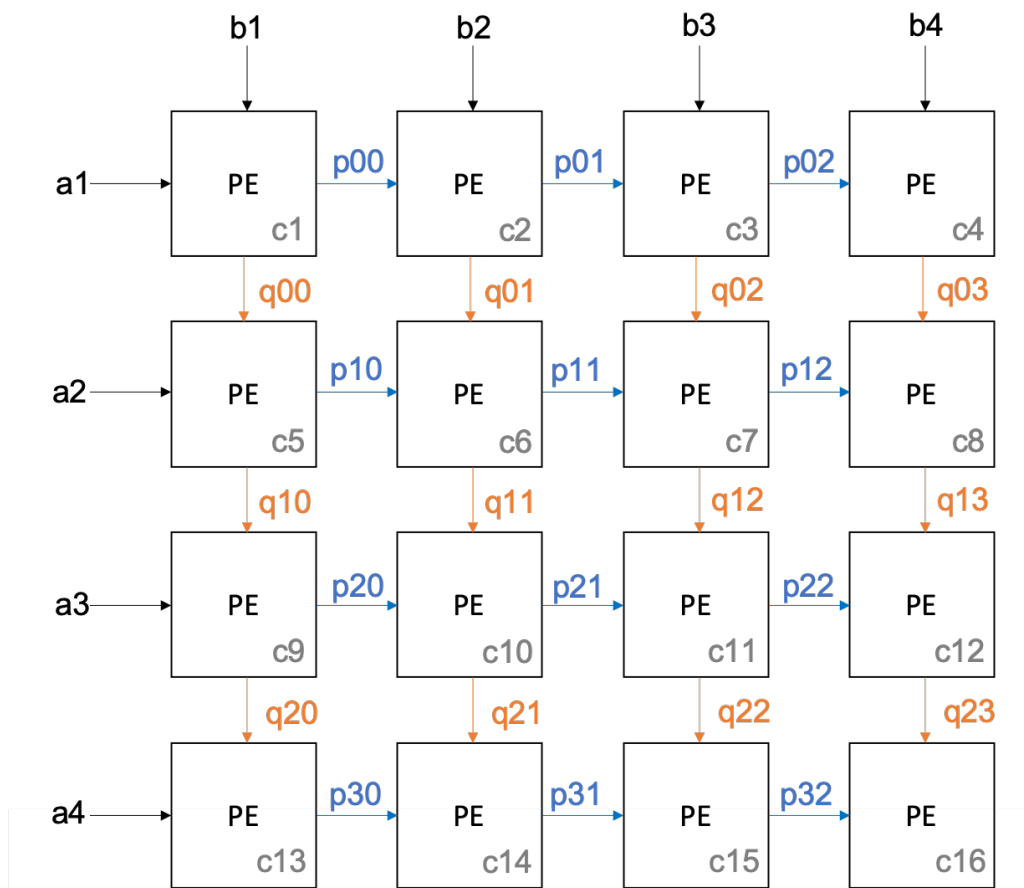 b1 b2 b3 b4
a1 PE p00 PE p01 PE p02 PE
c1 c2 c3 c4
q00 q01 q02 q03
a2 PE p10 PE p11 PE p12 PE
c5 c6 c7 c8
q10 q11 q12 q13
a3 PE p20 PE p21 PE p22 PE
c9 c10 c11 c12
q20 q21 q22 q23
a4 PE p30 PE p31 PE p32 PE
c13 c14 c15 c16